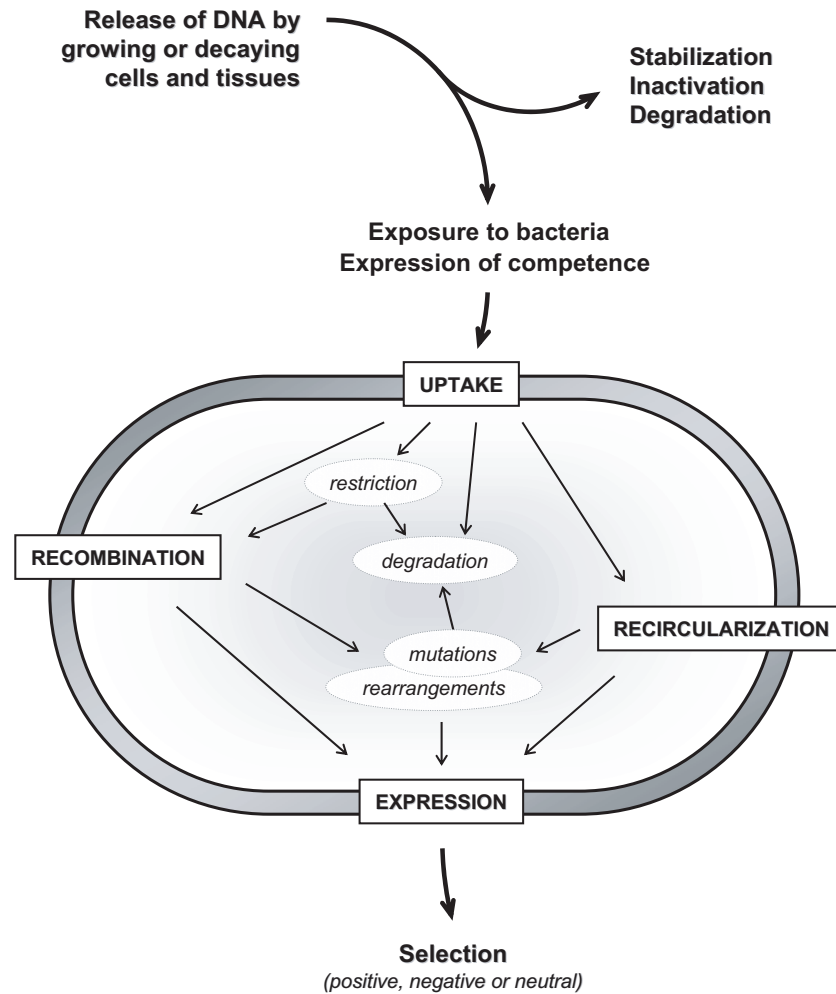 Release of DNA by
growing or decaying
cells and tissues
Stabilization
Inactivation
Degradation
Exposure to bacteria
Expression of competence
UPTAKE
restriction
RECOMBINATION
degradation
RECIRCULARIZATION
mutations
rearrangements
EXPRESSION
Selection
(positive, negative or neutral)